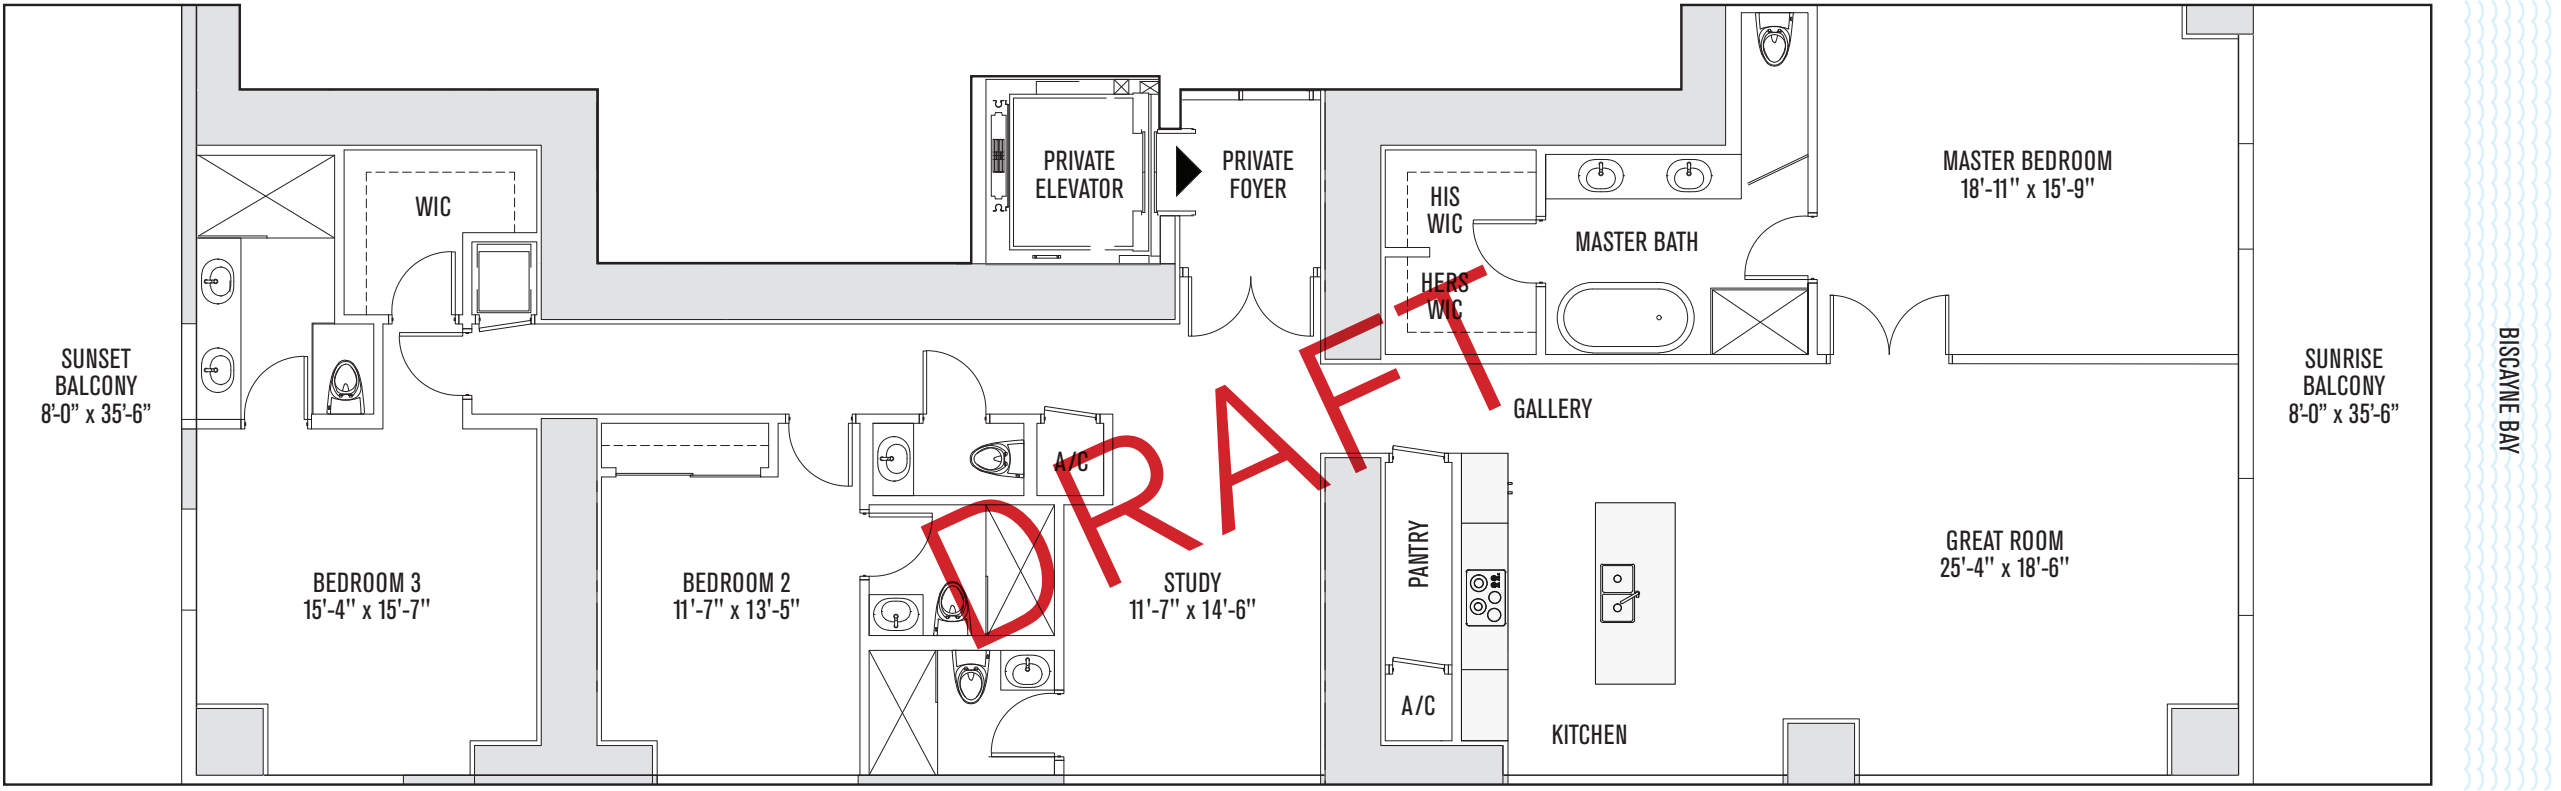 SUNSET
BALCONY
8'-0” x 35'-6”
WIC
BEDROOM 3
15'-4" x 15'-7"
BEDROOM 2
11'-7" x 13'-5"
PRIVATE
ELEVATOR
PRIVATE
FOYER
A/C
STUDY
11'-7" x 14'-6"
DRAFT
HIS
WIC
HERS
WIC
MASTER BATH
MASTER BEDROOM
18'-11" x 15'-9"
GALLERY
PANTRY
A/C
KITCHEN
GREAT ROOM
25'-4" x 18'-6"
SUNRISE
BALCONY
8'-0” x 35'-6”
BISCAYNE BAY